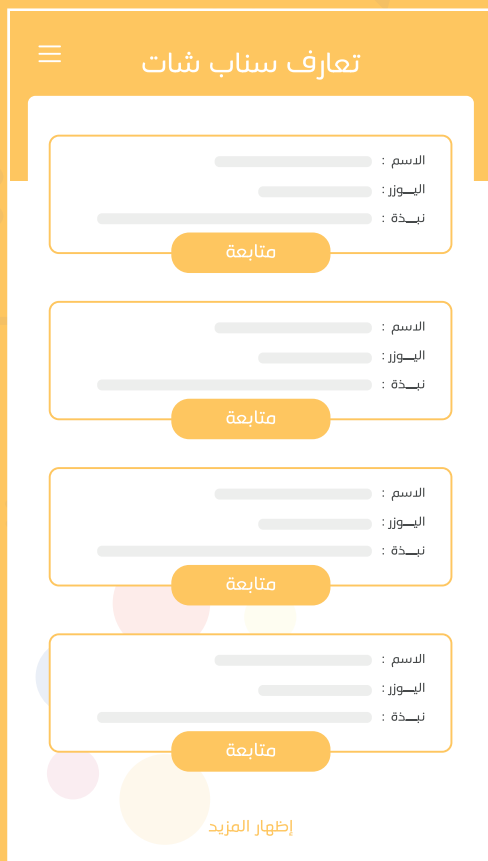 تعارف سناب شات
الاسم :
اليـــوزر :
نبـــذة :
متابعة
الاسم :
اليـــوزر :
نبـــذة :
متابعة
الاسم :
اليـــوزر :
نبـــذة :
متابعة
الاسم :
اليـــوزر :
نبـــذة :
متابعة
إظهار المزيد